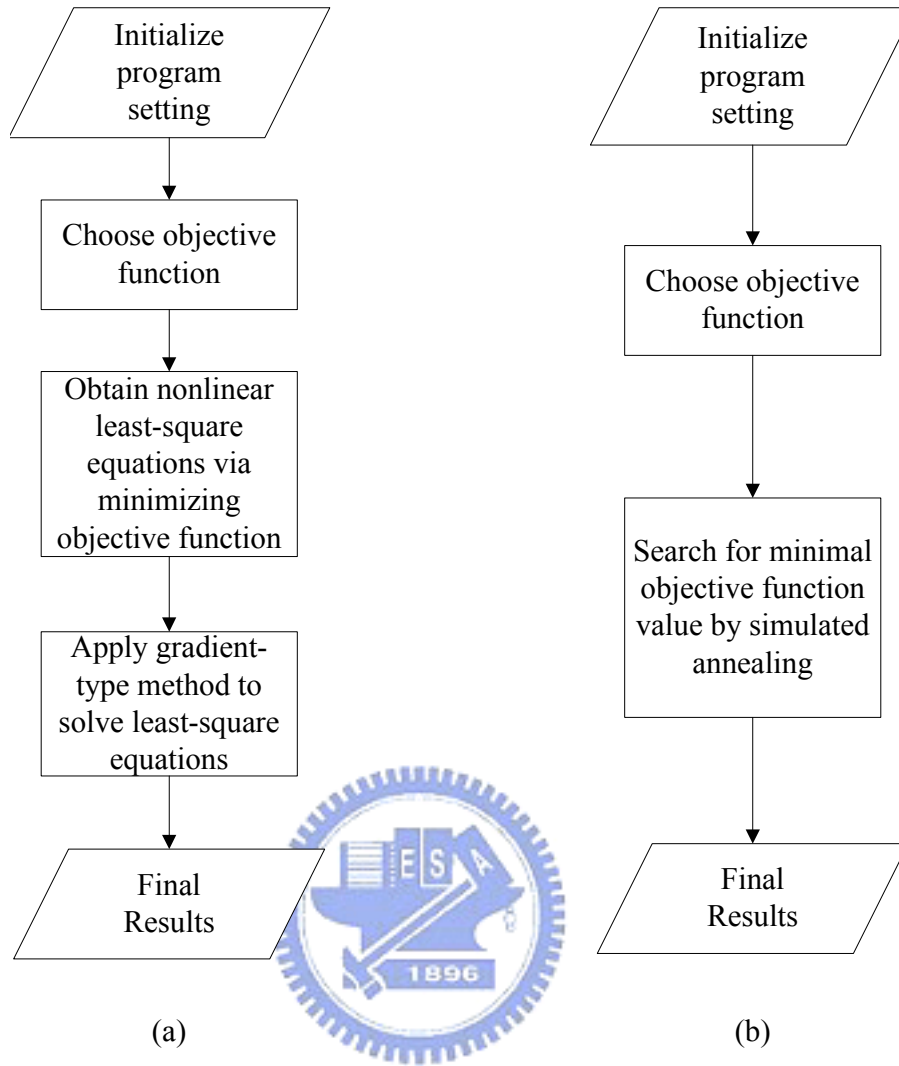 Initialize
program
setting
Choose objective
function
Obtain nonlinear
least-square
equations via
minimizing
objective function
Apply gradient-
type method to
solve least-square
equations
Final
Results
(a)
Initialize
program
setting
Choose objective
function
Search for minimal
objective function
value by simulated
annealing
Final
Results
(b)
E S A
1896